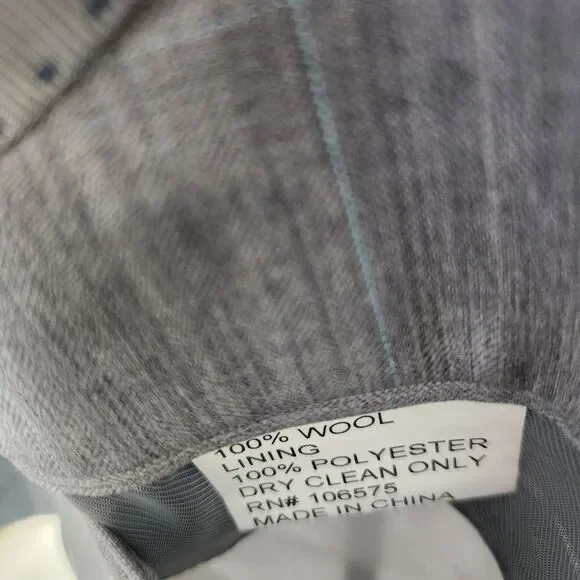 100% WOOL
LINING
100% POLYESTER
DRY CLEAN ONLY
RN# 106575
MADE IN CHINA